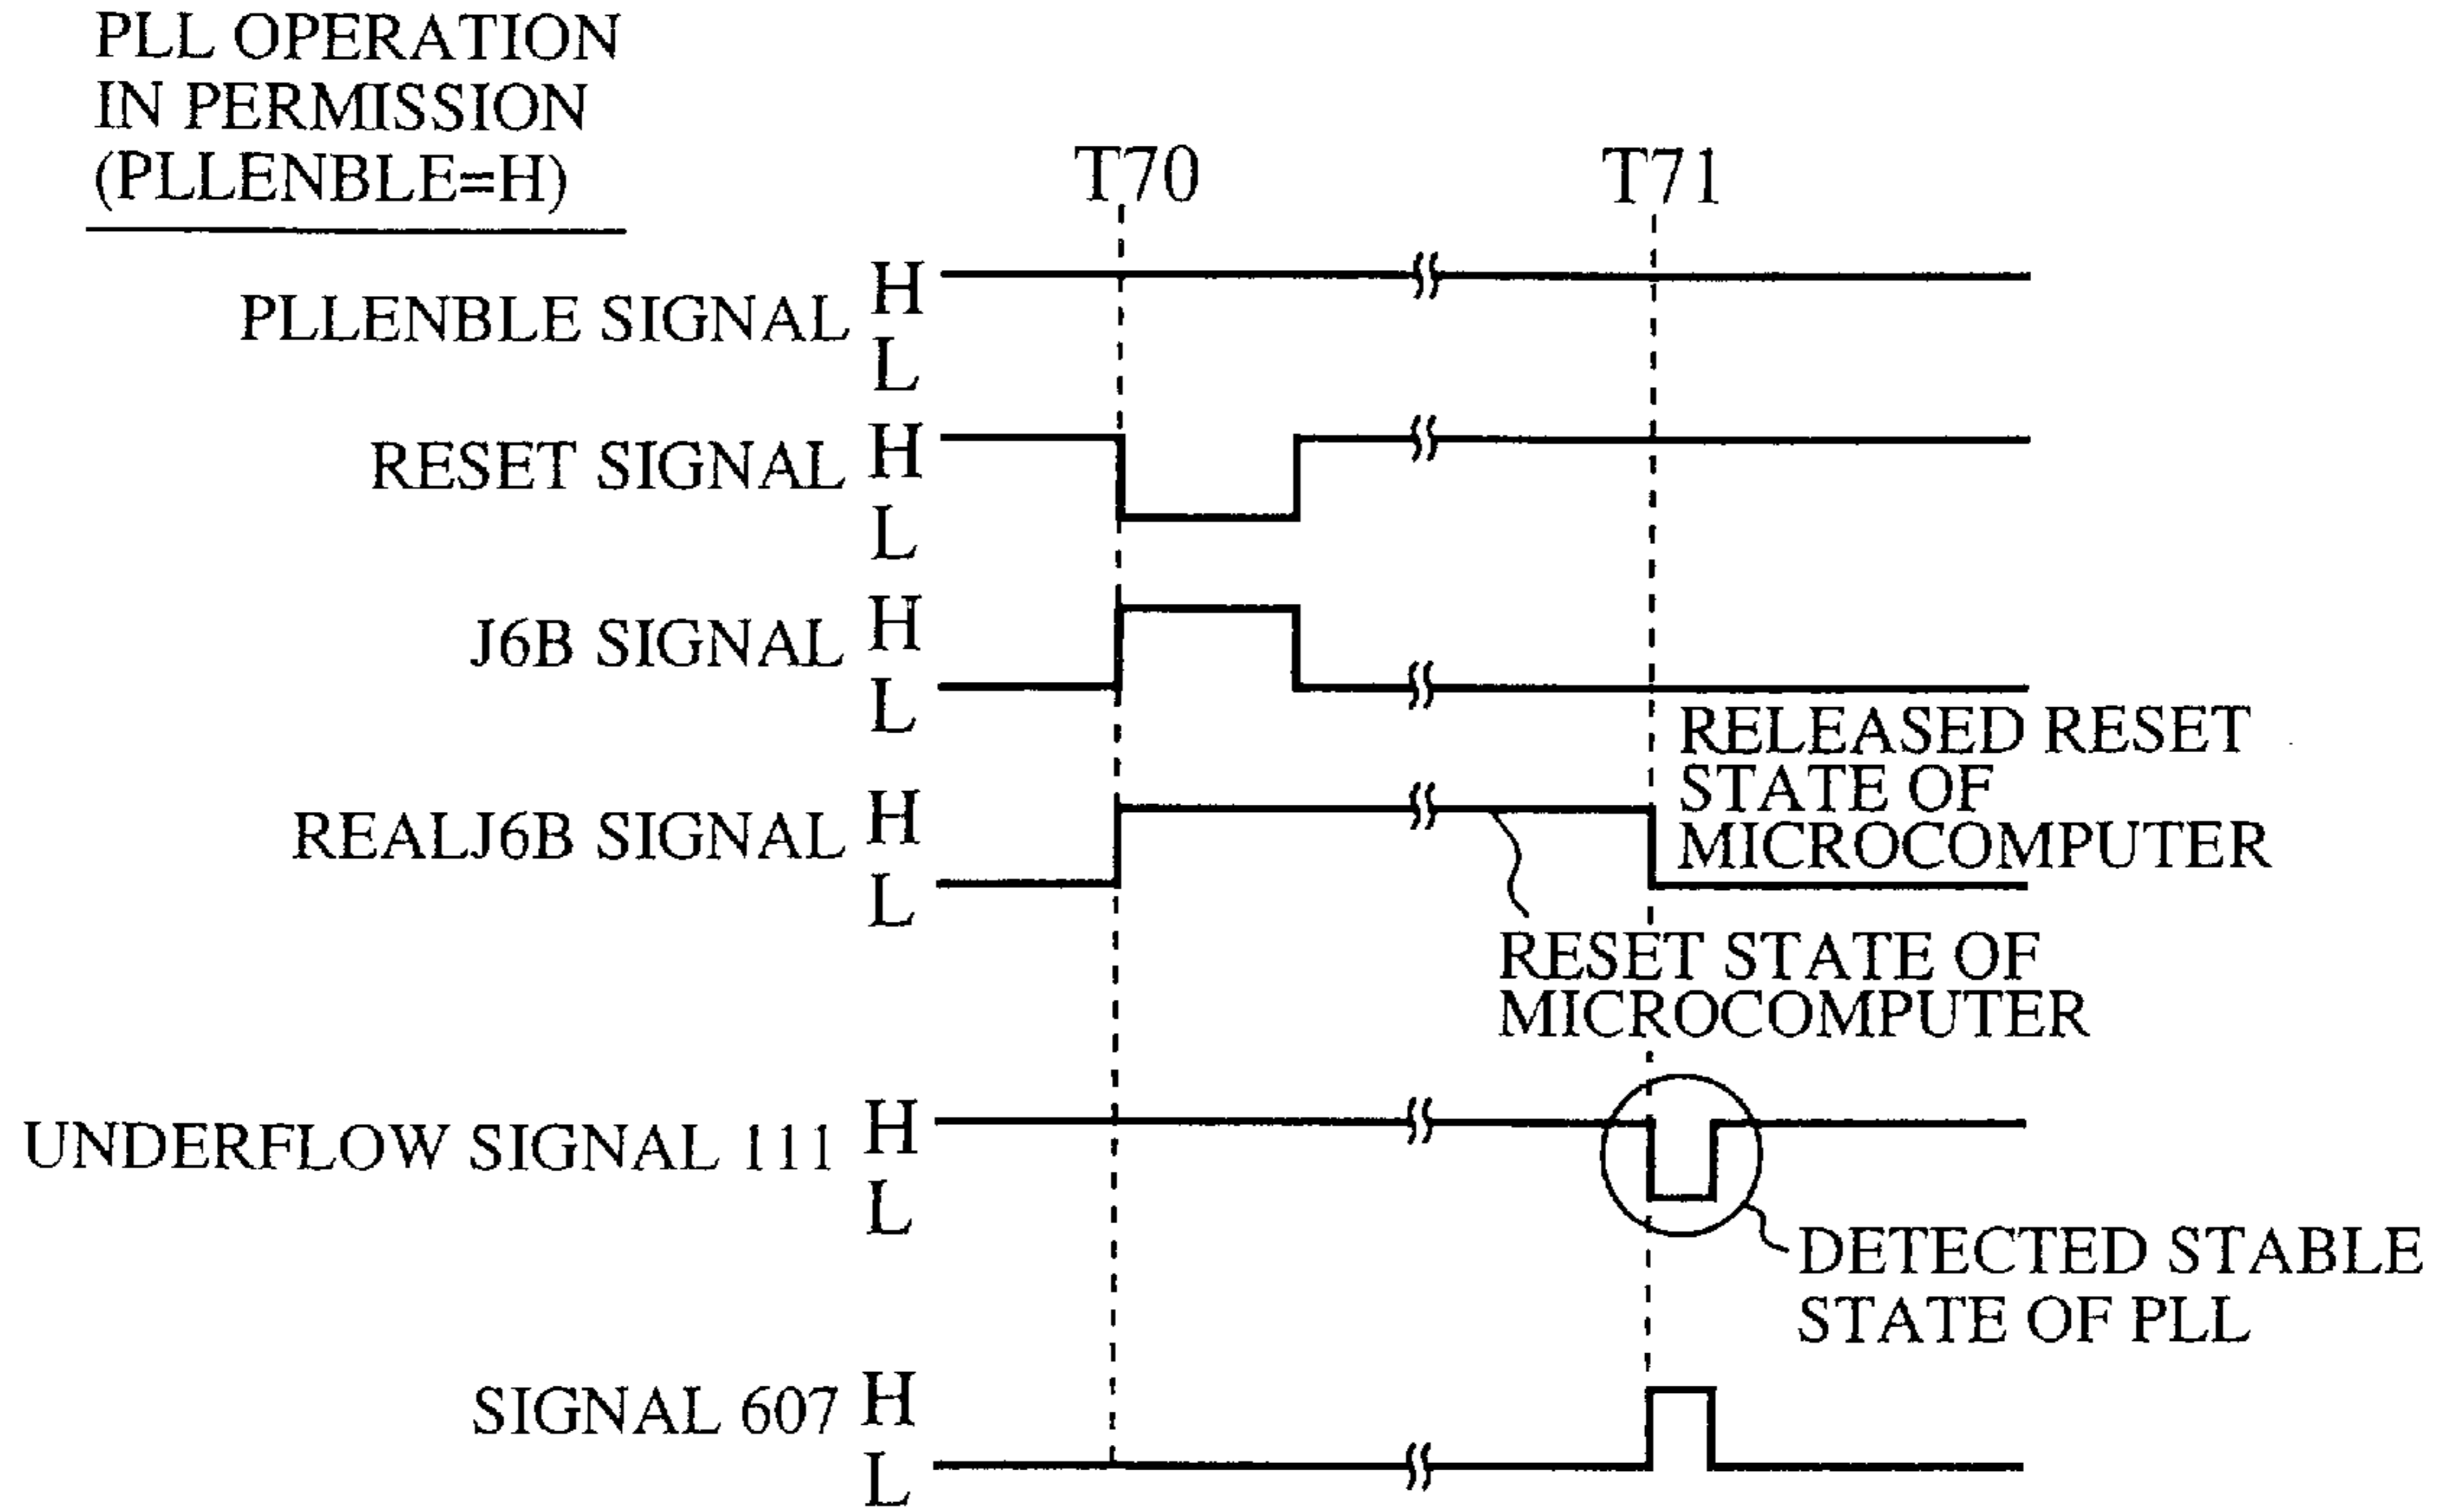 PLL OPERATION
IN PERMISSION
(PLLENBLE=H)
T70
T71
PLLENBLE SIGNAL H
L
RESET SIGNAL H
L
J6B SIGNAL H
L
RELEASED RESET
STATE OF
MICROCOMPUTER
REALJ6B SIGNAL H
L
RESET STATE OF
MICROCOMPUTER
UNDERFLOW SIGNAL 111 H
L
DETECTED STABLE
STATE OF PLL
SIGNAL 607 H
L